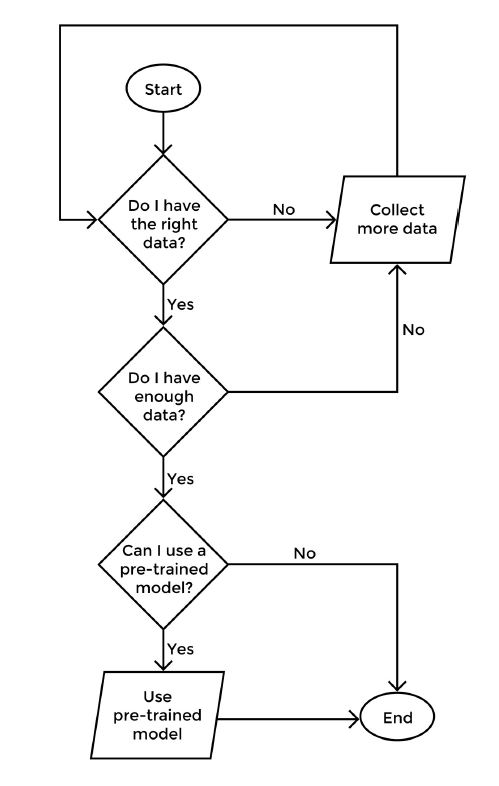 Start
Do I have
the right
data?
No
Collect
more data
Yes
No
Do I have
enough
data?
Yes
Can I use a
pre-trained
model?
No
Yes
Use
pre-trained
model
End